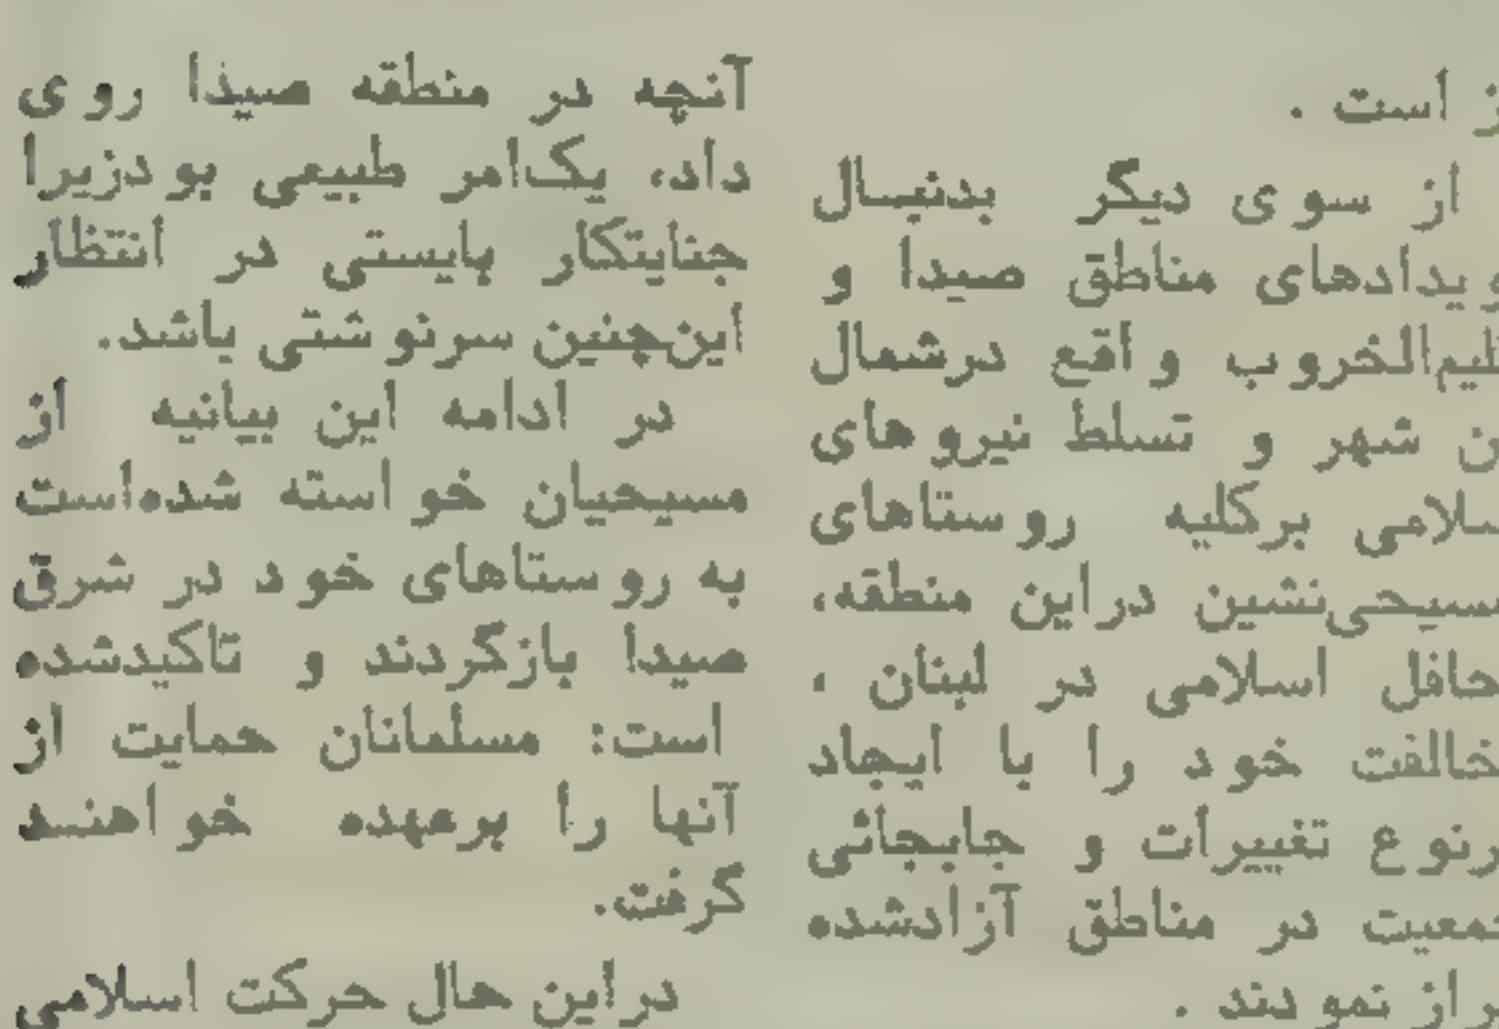 است .
از سوی دیگر بدنبال
مناطق صیدا و
واقع درشمال
شهر و تسلط نیروهای
برکلیه روستاهای
دراین منطقه،
اسلامی در لبنان ،
خود را با ایجاد
تغییرات و جابجائی
در مناطق آزادشده
نمودند .
آنچه در منطقه صیدا روی
داد، یک‌امر طبیعی بودزیرا
جنایتکار بایستی در انتظار
این‌چنین سرنوشتی باشد.
در ادامه این بیانیه از
مسیحیان خواسته شده‌است
به روستاهای خود در شرق
صیدا بازگردند و تاکیدشده
است: مسلمانان حمایت از
آنها را برعهده خواهند
گرفت.
دراین حال حرکت اسلامی